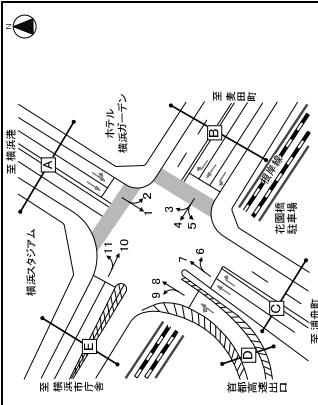 N
至横浜港
A
ホテル
横浜ガーデン
至
麦田
町
B
根岸線
横浜スタジアム
1
2
3
4
5
6
7
8
9
10
11
花園橋
駐車場
C
至浦舟町
D
E
至
横浜市庁舎
首都高速出口